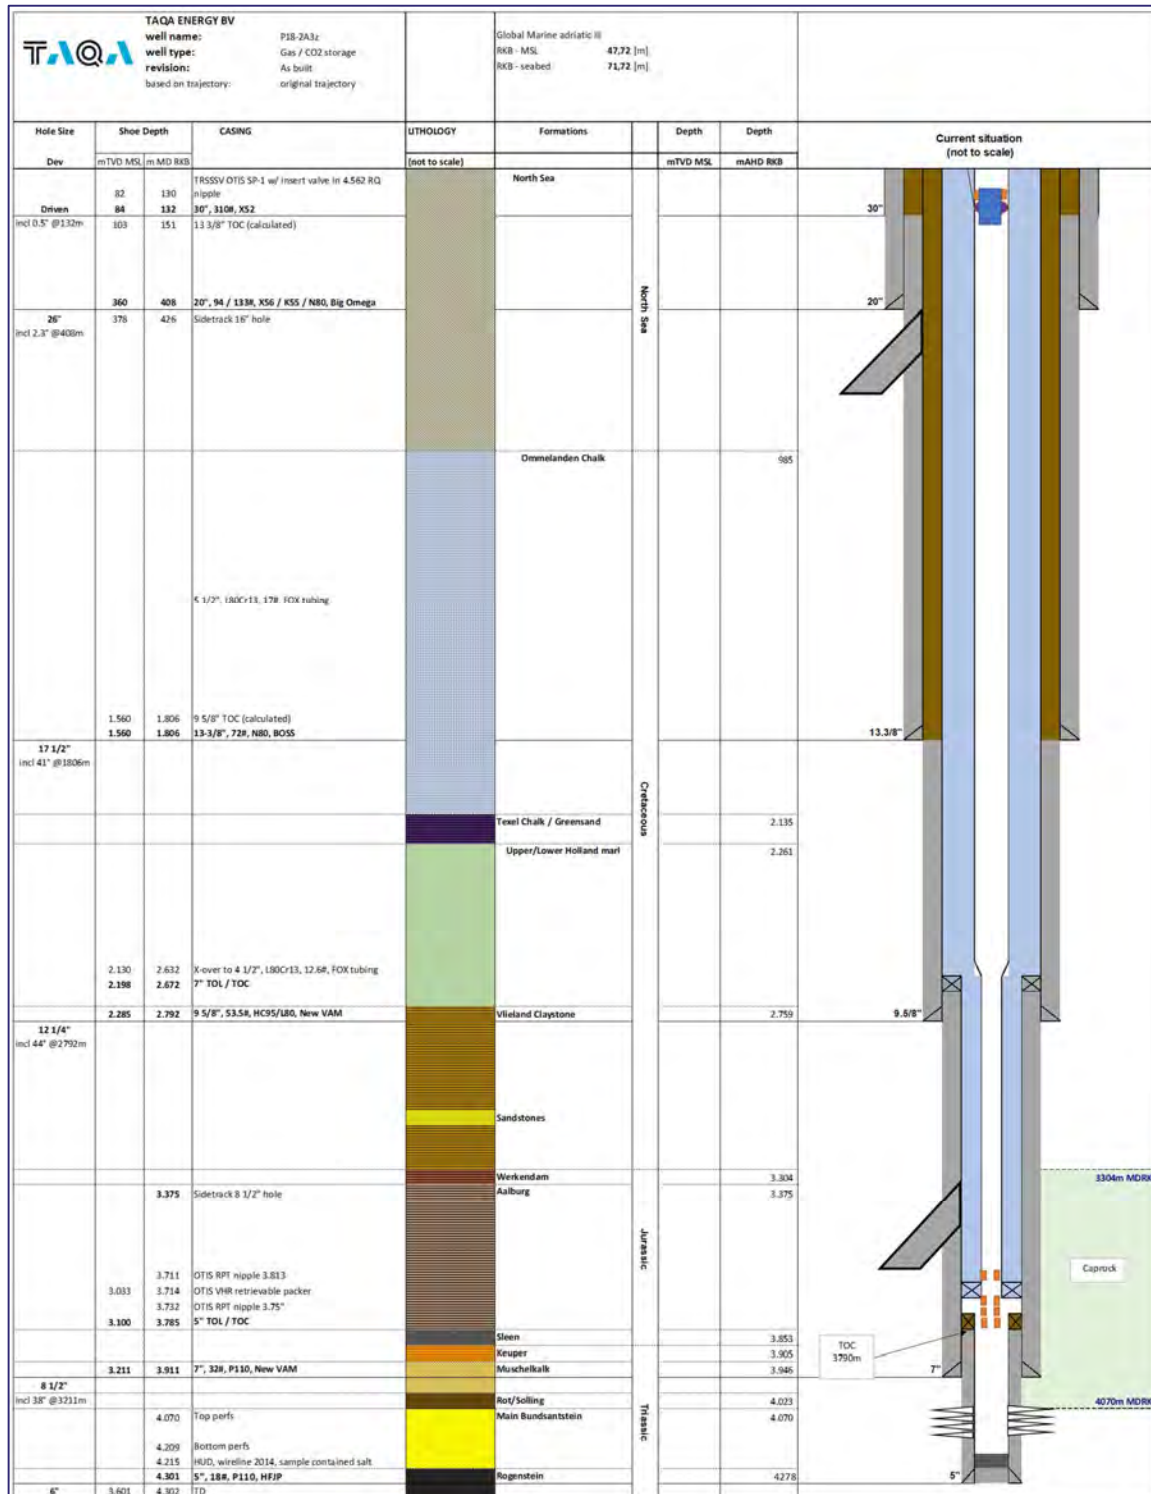 TAQA
TAQA ENERGY BV
well name: P18-2A3z
well type: Gas / CO2 storage
revision: As built
based on trajectory: original trajectory
Global Marine adriatic III
RKB - MSL 47,72 [m]
RKB - seabed 71,72 [m]
Hole Size Shoe Depth CASING LITHOLOGY Formations Depth Depth Current situation
(not to scale)
Dev mTVD MSL m MD RKB (not to scale) mTVD MSL mAHD RKB
North Sea
82 130 TRSSSV OTIS SP-1 w/ insert valve in 4.562 RQ nipple
Driven 84 132 30", 310#, X52 30"
incl 0.5° @132m 103 151 13 3/8" TOC (calculated)
360 408 20", 94 / 133#, X56 / K55 / N80, Big Omega 20"
North Sea
26" 378 426 Sidetrack 16" hole
incl 2.3° @408m
Ommelanden Chalk 985
5 1/2", L80Cr13, 17#, FOX tubing
1.560 1.806 9 5/8" TOC (calculated)
1.560 1.806 13-3/8", 72#, N80, BOSS 13.3/8"
17 1/2"
incl 41° @1806m
Cretaceous
Texel Chalk / Greensand 2.135
Upper/Lower Holland marl 2.261
2.130 2.632 X-over to 4 1/2", L80Cr13, 12.6#, FOX tubing
2.198 2.672 7" TOL / TOC
2.285 2.792 9 5/8", 53.5#, HC95/L80, New VAM Vlieland Claystone 2.759 9.5/8"
12 1/4"
incl 44° @2792m
Sandstones
Werkendam 3.304 3304m MDRK
3.375 Sidetrack 8 1/2" hole Aalburg 3.375
Jurassic
Caprock
3.711 OTIS RPT nipple 3.813
3.033 3.714 OTIS VHR retrievable packer
3.732 OTIS RPT nipple 3.75"
3.100 3.785 5" TOL / TOC
Sleen 3.853
TOC
3790m
Keuper 3.905
3.211 3.911 7", 32#, P110, New VAM Muschelkalk 3.946 7"
8 1/2"
incl 38° @3211m Rot/Solling 4.023 4070m MDRK
4.070 Top perfs Main Bundsantstein 4.070
Triassic
4.209 Bottom perfs
4.215 HUD, wireline 2014, sample contained salt
4.301 5", 18#, P110, HFJP Rogenstein 4278 5"
6" 3.601 4.302 TD